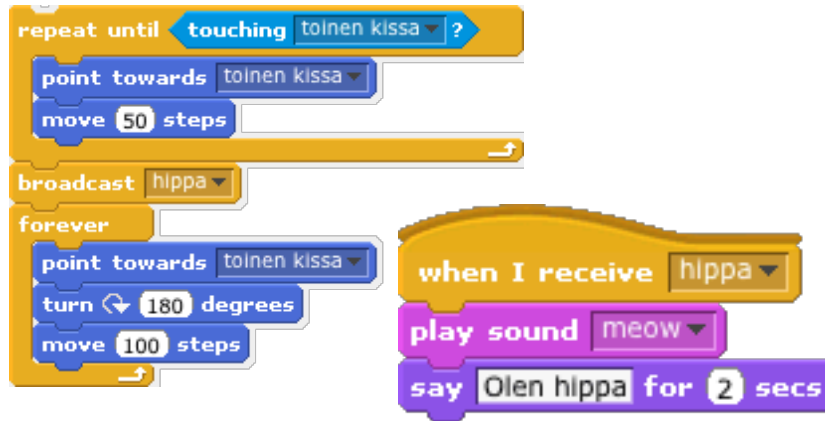 repeat until touching toinen kissa ?
point towards toinen kissa
move 50 steps
broadcast hippa
forever
point towards toinen kissa
turn 180 degrees
move 100 steps
when I receive hippa
play sound meow
say Olen hippa for 2 secs